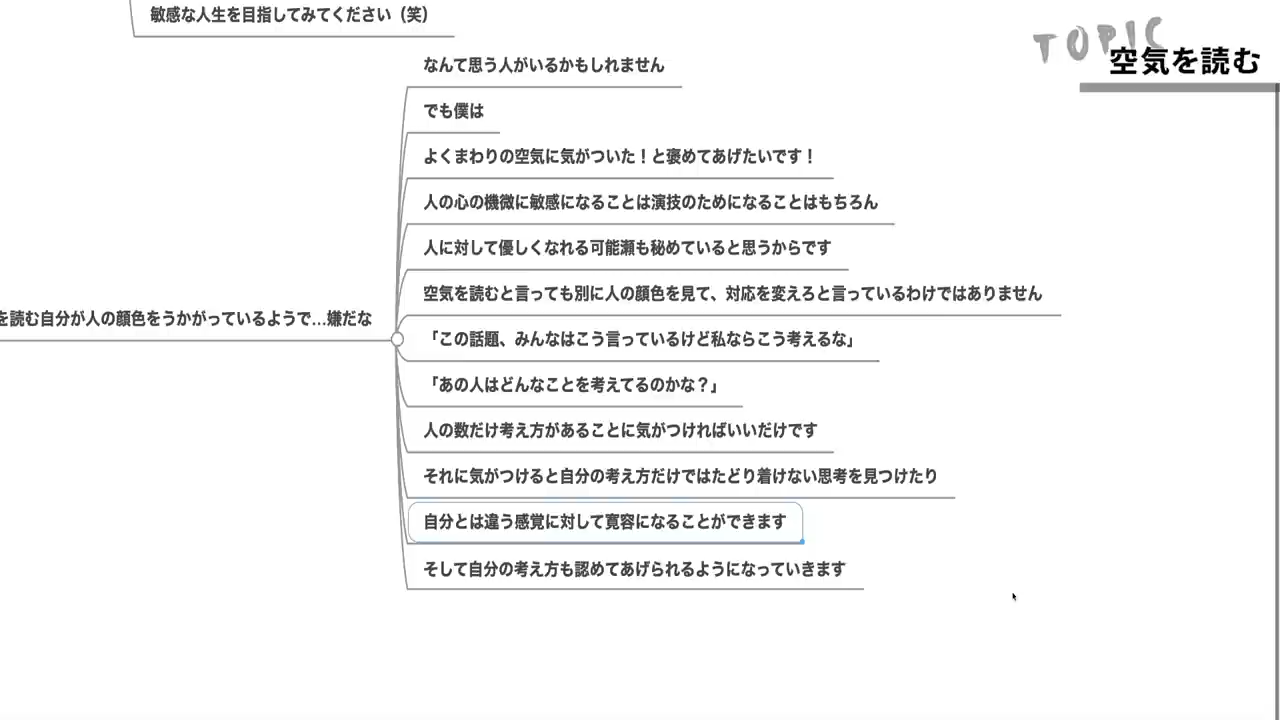 敏感な人生を目指してみてください（笑）
TOPIC
空気を読む
なんて思う人がいるかもしれません
でも僕は
よくまわりの空気に気がついた！と褒めてあげたいです！
人の心の機微に敏感になることは演技のためになることはもちろん
人に対して優しくなれる可能瀬も秘めていると思うからです
空気を読むと言っても別に人の顔色を見て、対応を変えろと言っているわけではありません
を読む自分が人の顔色をうかがっているようで…嫌だな
「この話題、みんなはこう言っているけど私ならこう考えるな」
「あの人はどんなことを考えてるのかな？」
人の数だけ考え方があることに気がつければいいだけです
それに気がつけると自分の考え方だけではたどり着けない思考を見つけたり
自分とは違う感覚に対して寛容になることができます
そして自分の考え方も認めてあげられるようになっていきます